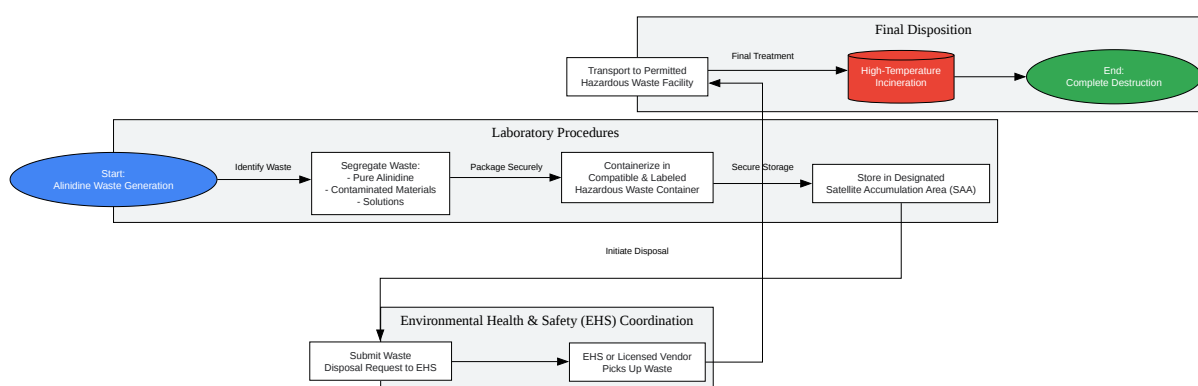 Final Disposition
Final Treatment
Transport to Permitted
Hazardous Waste Facility
High-Temperature
Incineration
End:
Complete Destruction
Laboratory Procedures
Start:
Alinidine Waste Generation
Identify Waste
Segregate Waste:
- Pure Alinidine
- Contaminated Materials
- Solutions
Package Securely
Containerize in
Compatible & Labeled
Hazardous Waste Container
Secure Storage
Store in Designated
Satellite Accumulation Area (SAA)
Initiate Disposal
Environmental Health & Safety (EHS) Coordination
Submit Waste
Disposal Request to EHS
EHS or Licensed Vendor
Picks Up Waste